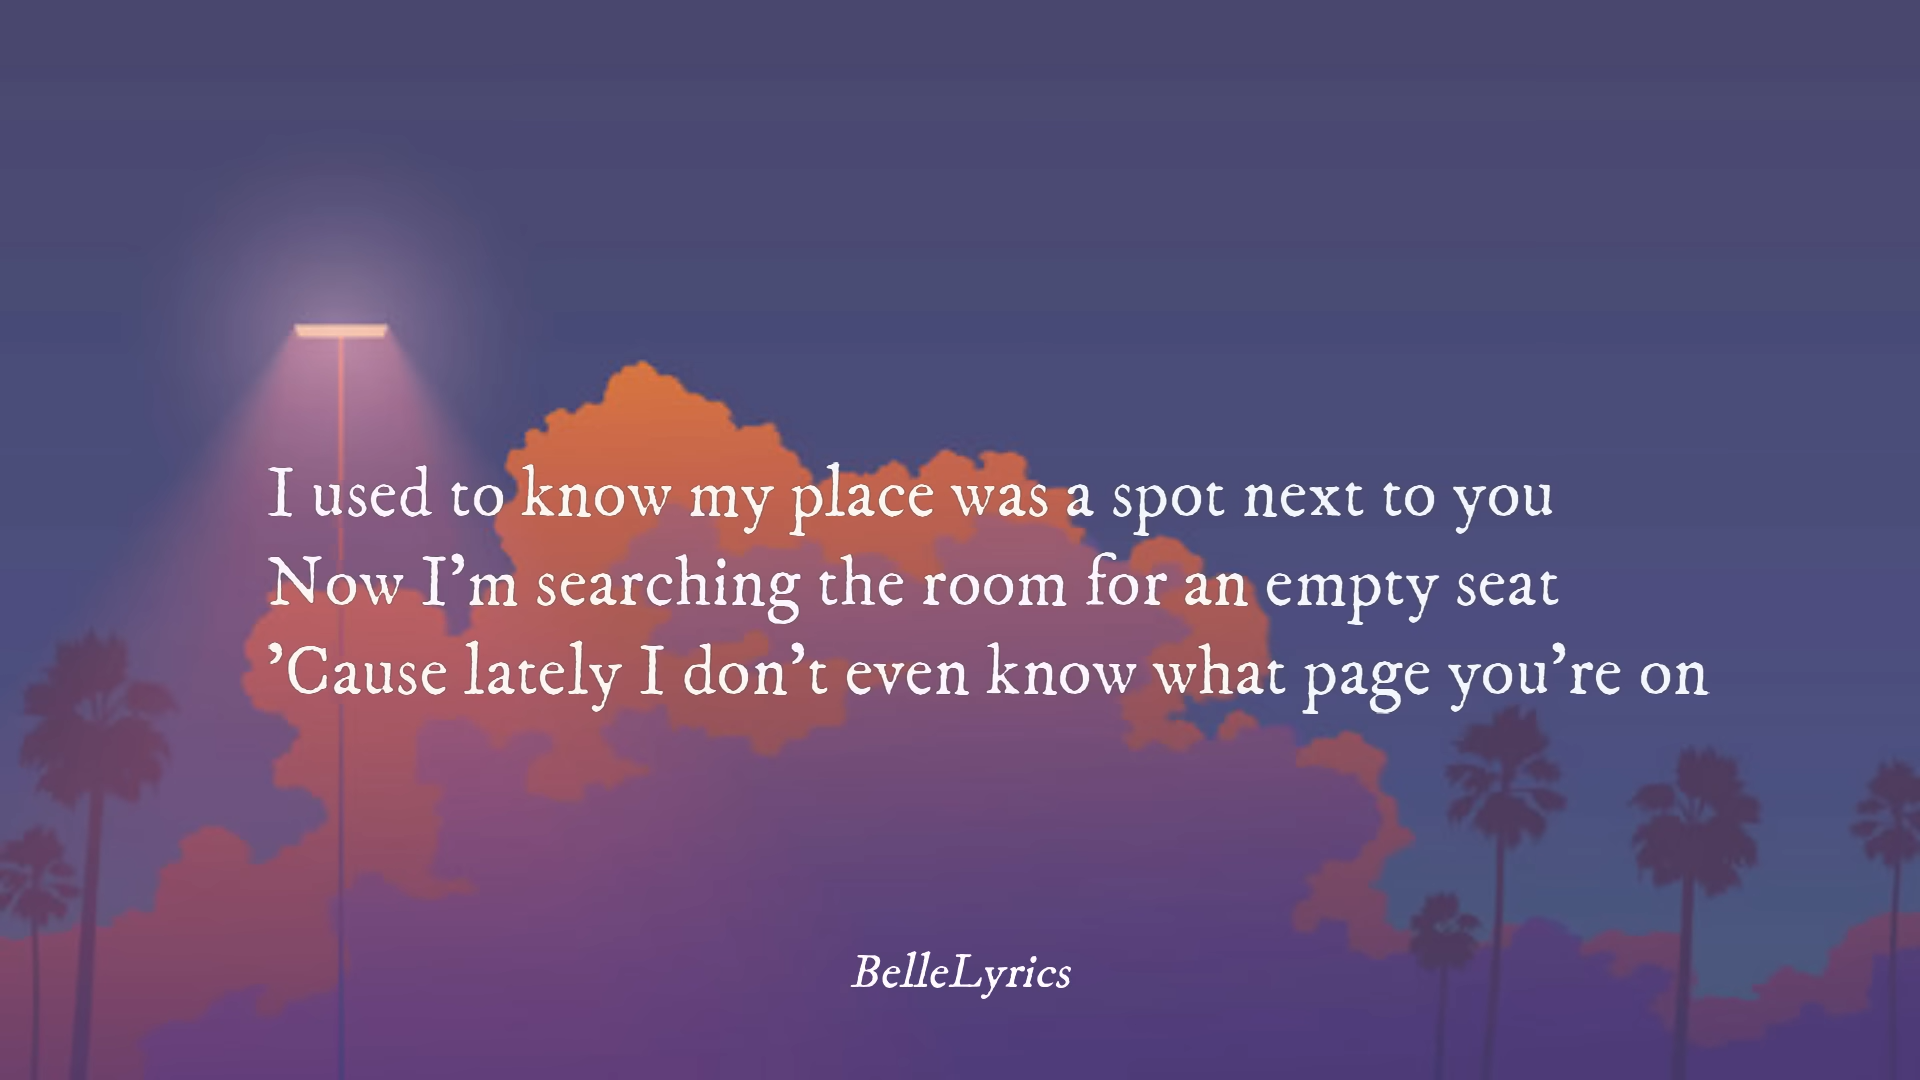 I used to know my place was a spot next to you
Now I’m searching the room for an empty seat
’Cause lately I don’t even know what page you’re on
BelleLyrics